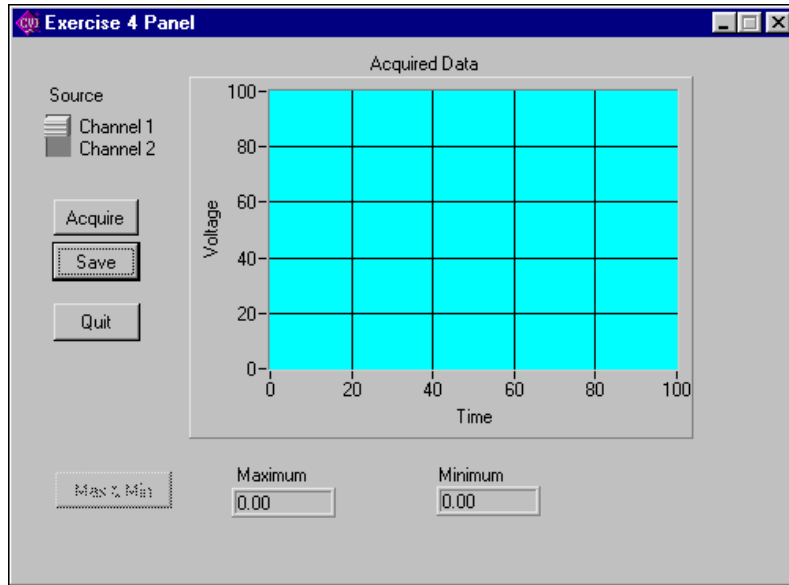 CVI Exercise 4 Panel
Acquired Data
Source
Channel 1
Channel 2
Acquire
Save
Quit
Voltage
100
80
60
40
20
0
0 20 40 60 80 100
Time
Max & Min
Maximum
0.00
Minimum
0.00